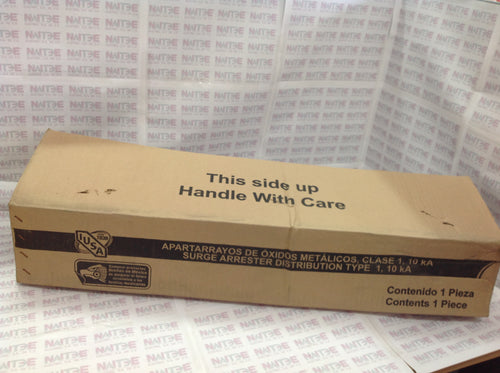 This side up
Handle With Care
IUSA
APARTARRAYOS DE ÓXIDOS METÁLICOS, CLASE 1, 10 kA
SURGE ARRESTER DISTRIBUTION TYPE 1, 10 kA
Contenido 1 Pieza
Contents 1 Piece